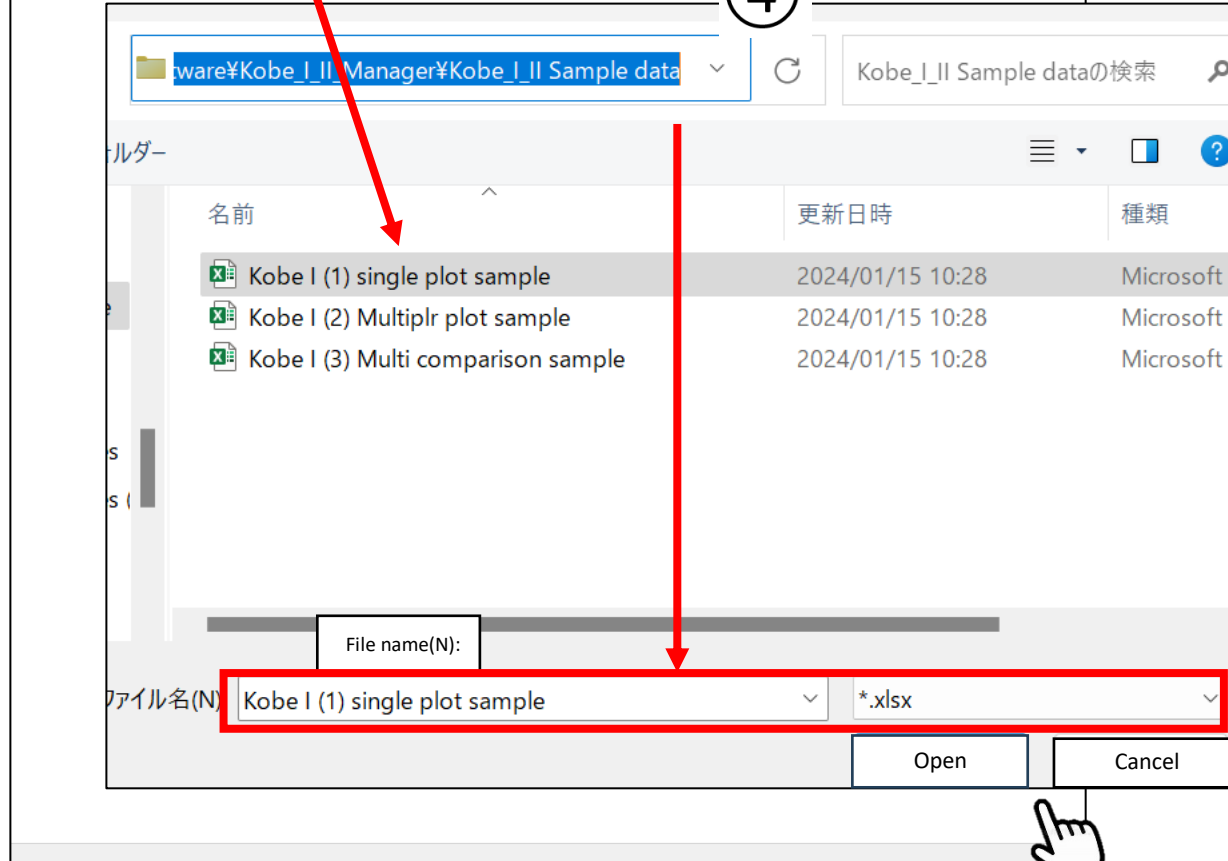 4
tware¥Kobe_I_II_Manager¥Kobe_I_II Sample data
Kobe_I_II Sample dataの検索
ォルダー
?
名前 更新日時 種類
Kobe I (1) single plot sample 2024/01/15 10:28 Microsoft
e
Kobe I (2) Multiplr plot sample 2024/01/15 10:28 Microsoft
Kobe I (3) Multi comparison sample 2024/01/15 10:28 Microsoft
s
s (
File name(N):
ファイル名(N) Kobe I (1) single plot sample *.xlsx
Open Cancel